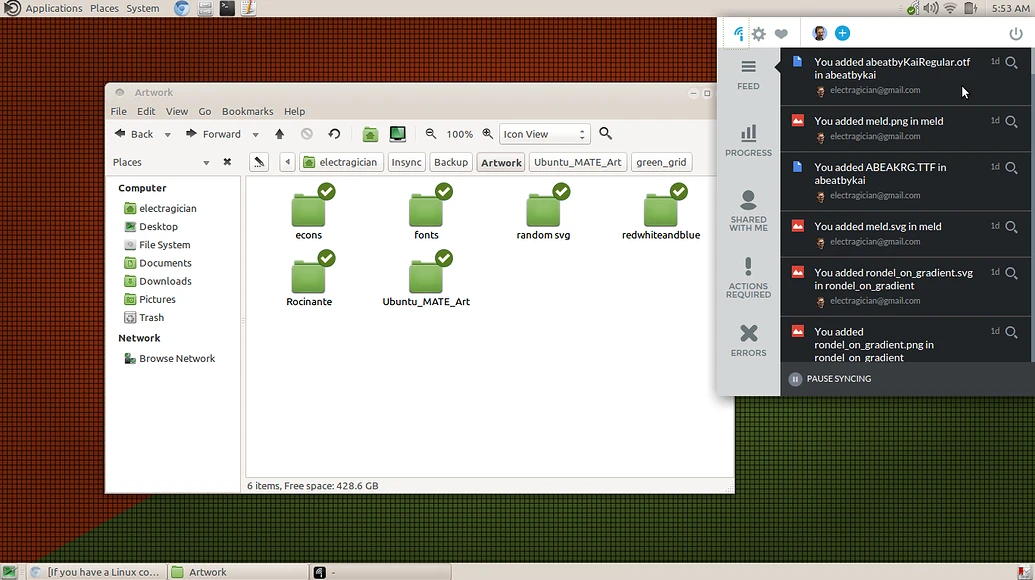 Applications Places System
5:53 AM
Artwork
File Edit View Go Bookmarks Help
Back Forward 100% Icon View
Places
electragician Insync Backup Artwork Ubuntu_MATE_Art green_grid
Computer
electragician
Desktop
File System
Documents
Downloads
Pictures
Trash
Network
Browse Network
econs fonts random svg redwhiteandblue
Rocinante Ubuntu_MATE_Art
6 items, Free space: 428.6 GB
FEED
PROGRESS
SHARED
WITH ME
ACTIONS
REQUIRED
ERRORS
You added abeatbyKaiRegular.otf 1d
in abeatbykai
electragician@gmail.com
You added meld.png in meld 1d
electragician@gmail.com
You added ABEAKRG.TTF in 1d
abeatbykai
electragician@gmail.com
You added meld.svg in meld 1d
electragician@gmail.com
You added rondel_on_gradient.svg 1d
in rondel_on_gradient
electragician@gmail.com
You added 1d
rondel_on_gradient.png in
rondel_on_gradient
PAUSE SYNCING
[If you have a Linux co... Artwork -